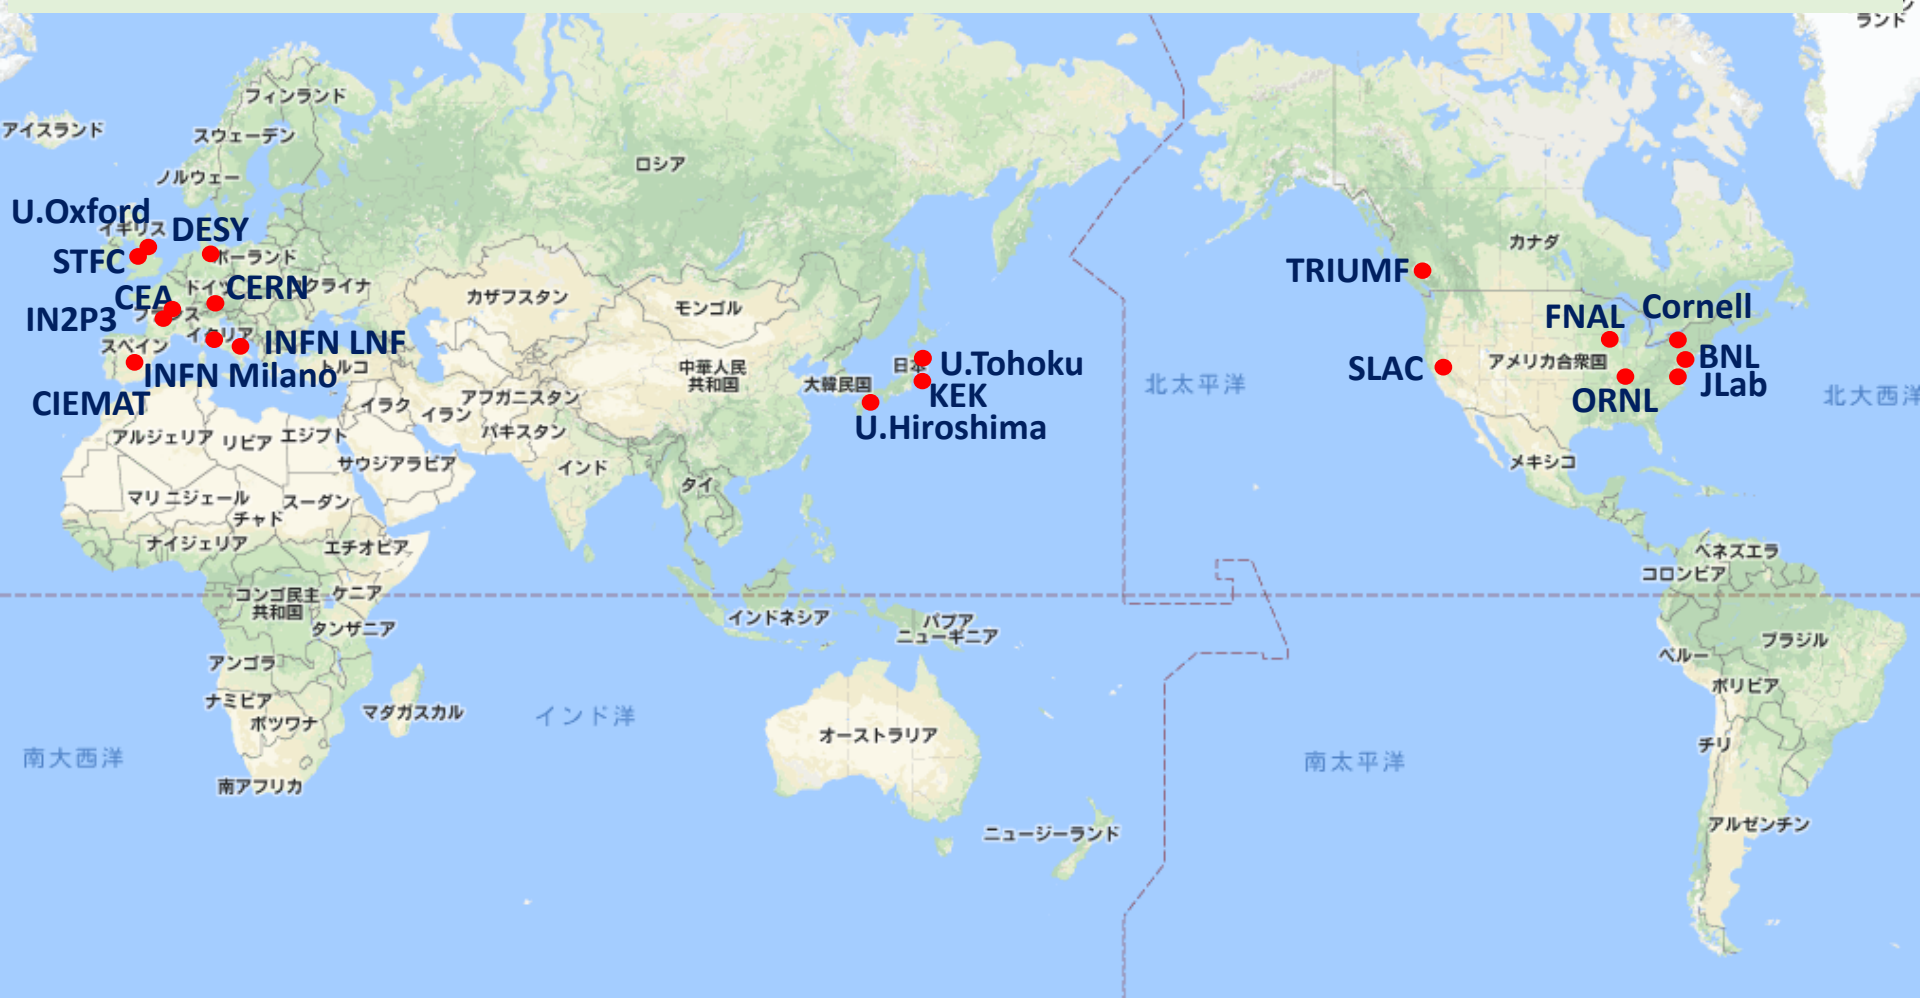 ランド
フィンランド
アイスランド
スウェーデン
ロシア
ノルウェー
U.Oxford
イギリス
DESY
STFC
ポーランド
カナダ
TRIUMF
CERN
クライナ
CEA
カザフスタン
モンゴル
Cornell
FNAL
IN2P3
イタリア
INFN LNF
スペイン
BNL
アメリカ合衆国
U.Tohoku
日本
SLAC
中華人民
共和国
トルコ
INFN Milano
大韓民国
北太平洋
JLab
KEK
北大西洋
アフガニスタン
ORNL
CIEMAT
イラク
イラン
U.Hiroshima
パキスタン
アルジェリア
リビア
エジプト
サウジアラビア
インド
メキシコ
タイ
マリ
ニジェール
スーダン
チャド
ナイジェリア
エチオピア
ベネズエラ
コロンビア
コンゴ民主
共和国
ケニア
インドネシア
パプア
ニューギニア
タンザニア
ブラジル
ペルー
アンゴラ
ボリビア
ナミビア
マダガスカル
インド洋
ボツワナ
オーストラリア
チリ
南大西洋
南太平洋
南アフリカ
アルゼンチン
ニュージーランド